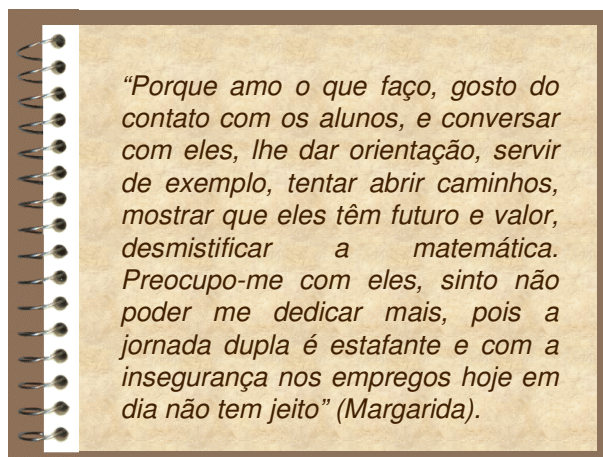 “Porque amo o que faço, gosto do
contato com os alunos, e conversar
com eles, lhe dar orientação, servir
de exemplo, tentar abrir caminhos,
mostrar que eles têm futuro e valor,
desmistificar a matemática.
Preocupo-me com eles, sinto não
poder me dedicar mais, pois a
jornada dupla é estafante e com a
insegurança nos empregos hoje em
dia não tem jeito” (Margarida).